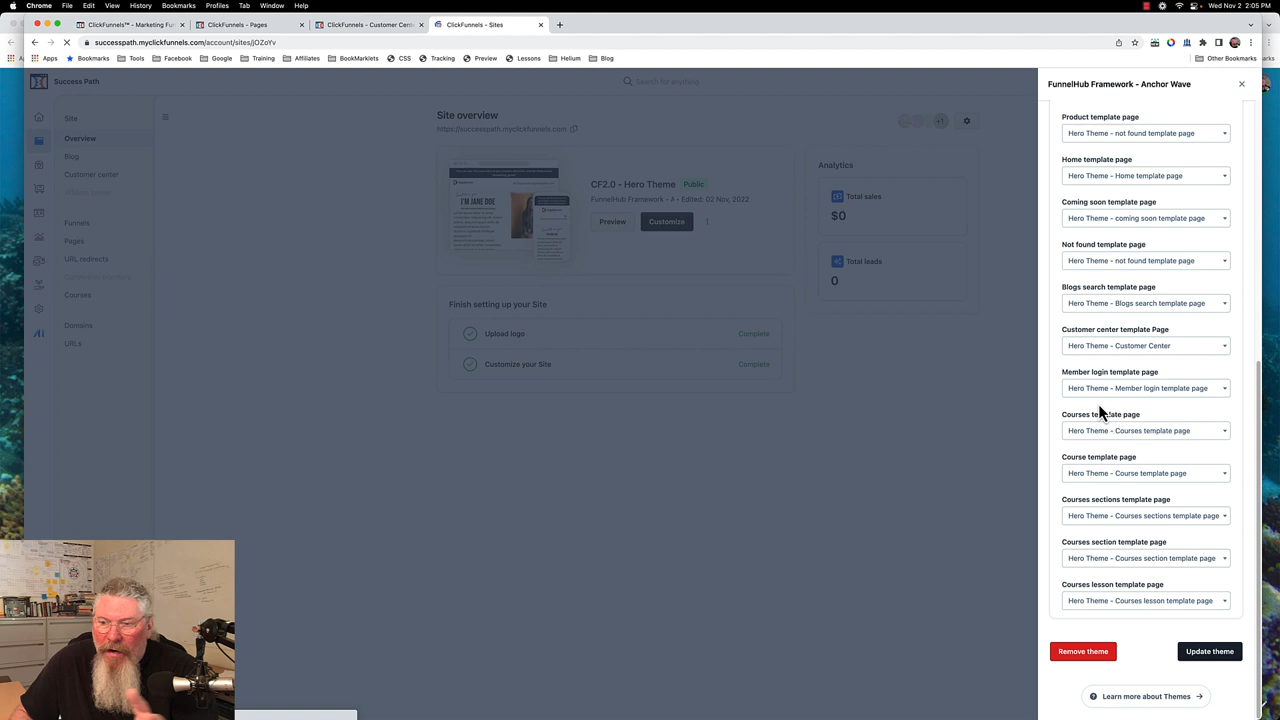 Chrome File Edit View History Bookmarks Profiles Tab Window Help
Wed Nov 2 2:05 PM
ClickFunnels™ - Marketing Fu
ClickFunnels - Pages
ClickFunnels - Customer Cent
ClickFunnels - Sites
successpath.myclickfunnels.com/account/sites/jOZoYv
Apps Bookmarks Tools Facebook Google Training Affiliates BookMarklets CSS Tracking Preview Lessons Helium Blog
Other Bookmarks
Success Path
Search for anything
Site
Overview
Blog
Customer center
Affiliate center
Funnels
Pages
URL redirects
Courses
Domains
URLs
Site overview
https://successpath.myclickfunnels.com
+1
I'M JANE DOE
CF2.0 - Hero Theme Public
FunnelHub Framework - A • Edited: 02 Nov, 2022
Preview Customize
Analytics
Total sales
$0
Total leads
0
Finish setting up your Site
Upload logo Complete
Customize your Site Complete
FunnelHub Framework - Anchor Wave
Product template page
Hero Theme - not found template page
Home template page
Hero Theme - Home template page
Coming soon template page
Hero Theme - coming soon template page
Not found template page
Hero Theme - not found template page
Blogs search template page
Hero Theme - Blogs search template page
Customer center template Page
Hero Theme - Customer Center
Member login template page
Hero Theme - Member login template page
Courses template page
Hero Theme - Courses template page
Course template page
Hero Theme - Course template page
Courses sections template page
Hero Theme - Courses sections template page
Courses section template page
Hero Theme - Courses section template page
Courses lesson template page
Hero Theme - Courses lesson template page
Remove theme
Update theme
Learn more about Themes